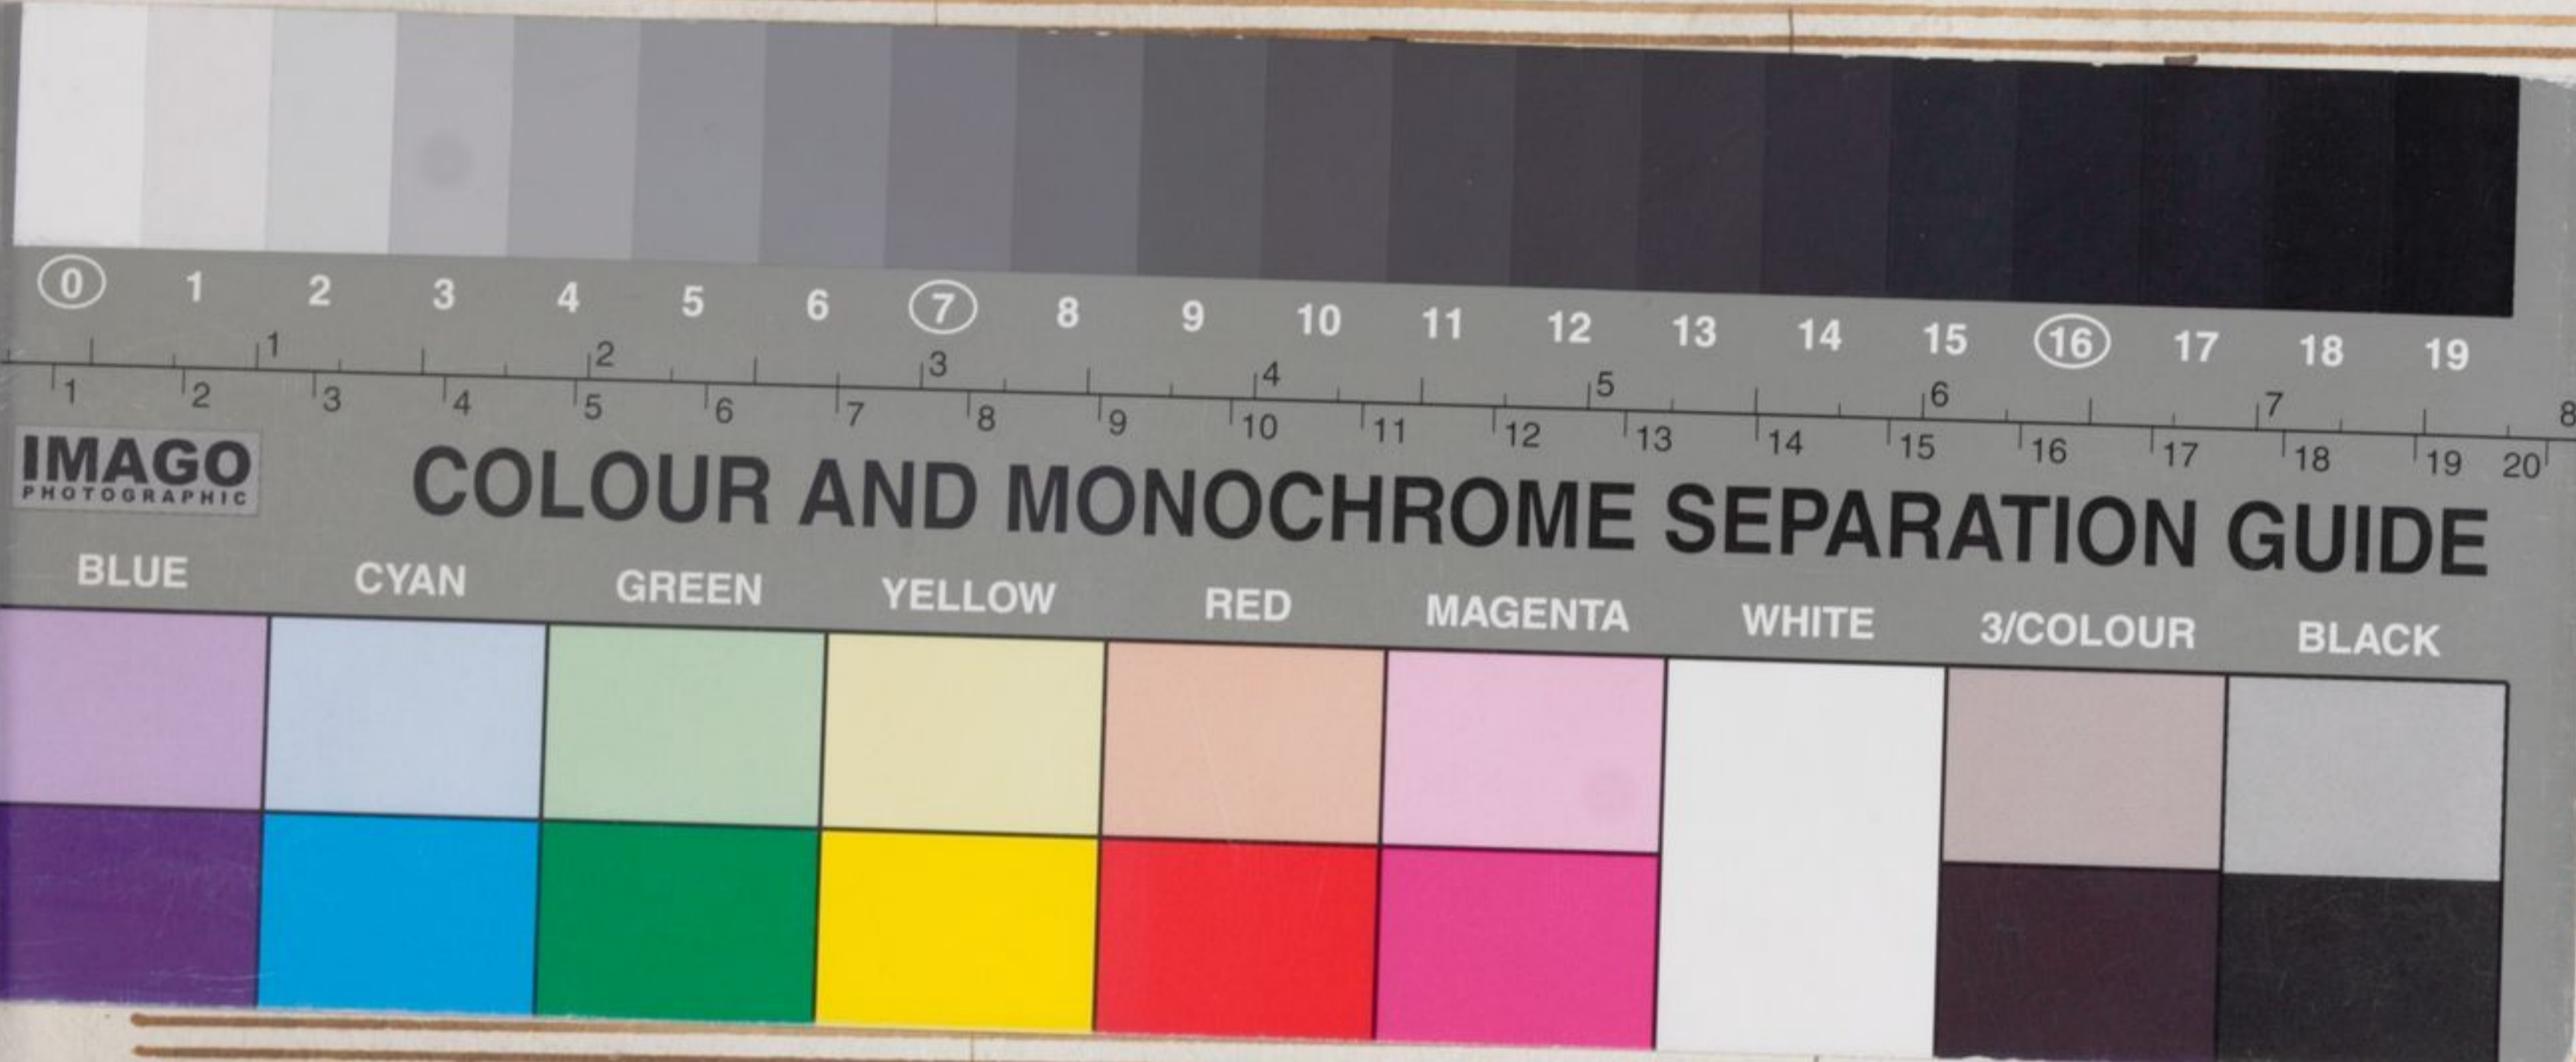 0 1 2 3 4 5 6 7 8 9 10 11 12 13 14 15 16 17 18 19
1 2 3 4 5 6 7 8
1 2 3 4 5 6 7 8 9 10 11 12 13 14 15 16 17 18 19 20
IMAGO
PHOTOGRAPHIC
COLOUR AND MONOCHROME SEPARATION GUIDE
BLUE CYAN GREEN YELLOW RED MAGENTA WHITE 3/COLOUR BLACK